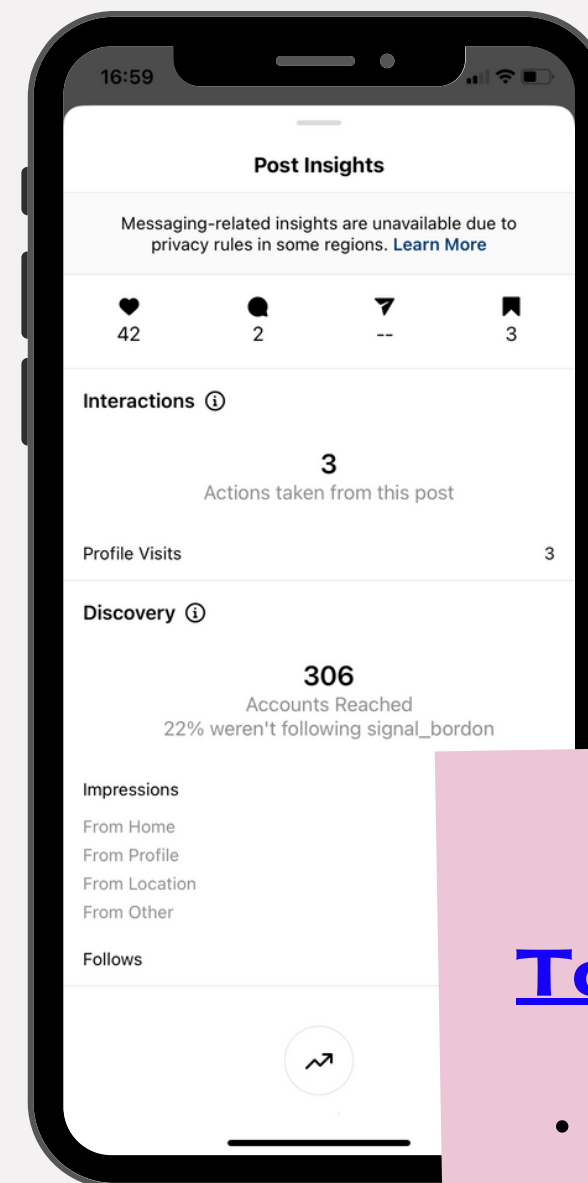 16:59
Post Insights
Messaging-related insights are unavailable due to
privacy rules in some regions. Learn More
42 2 -- 3
Interactions
3
Actions taken from this post
Profile Visits 3
Discovery
306
Accounts Reached
22% weren't following signal_bordon
Impressions
From Home
From Profile
From Location
From Other
Follows